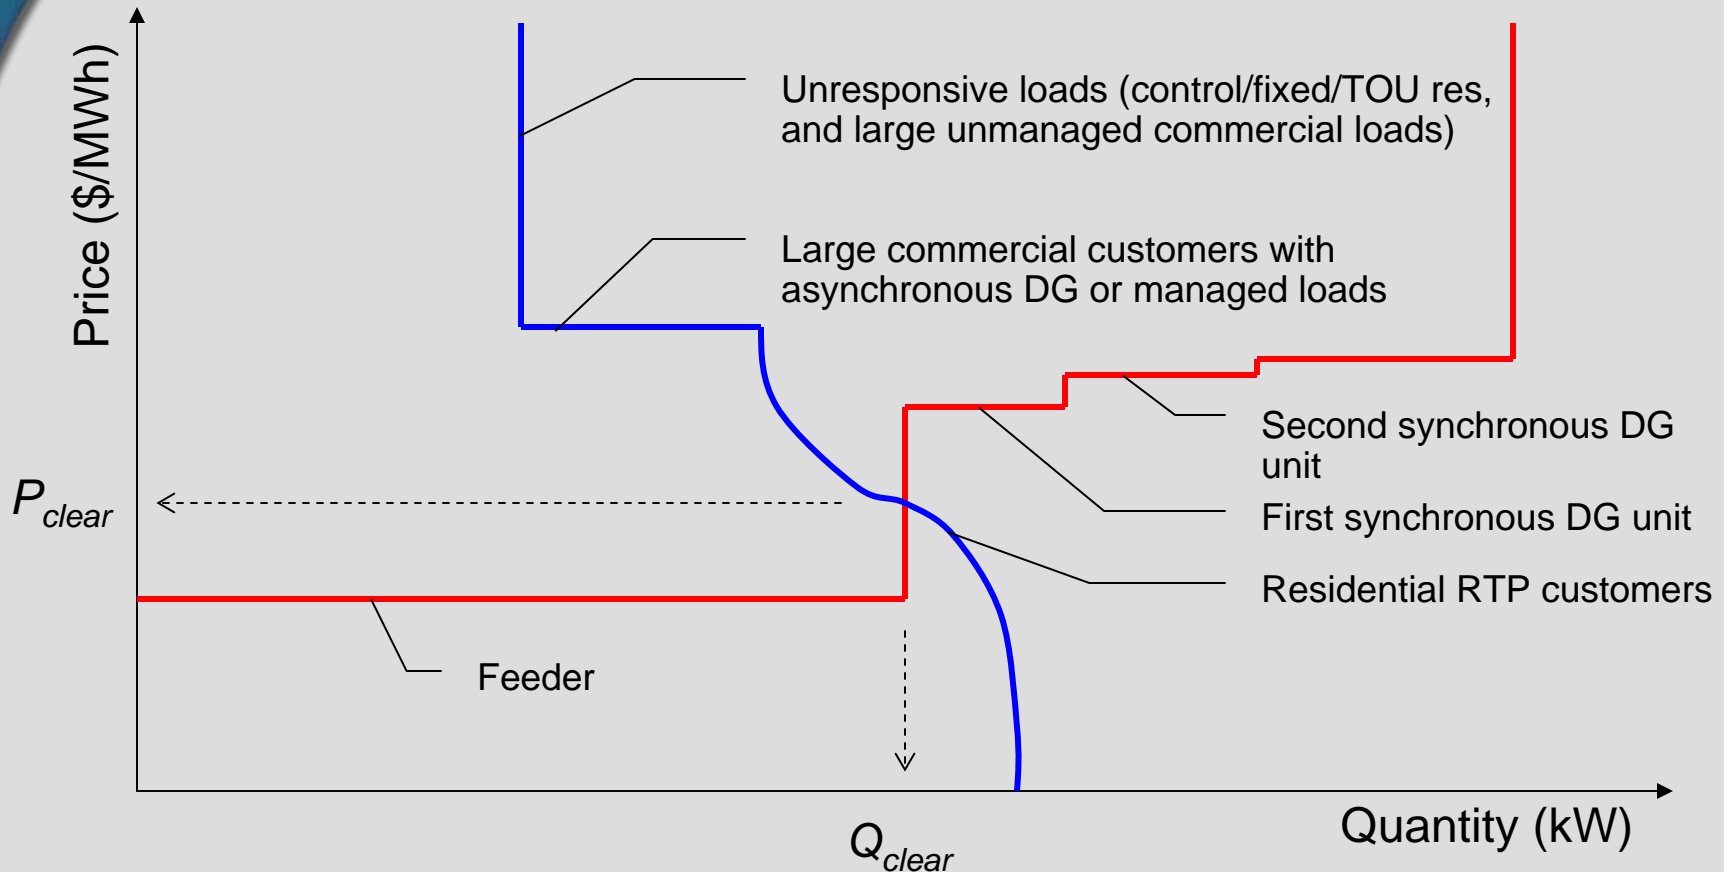 Price ($/MWh)
Unresponsive loads (control/fixed/TOU res,
and large unmanaged commercial loads)
Large commercial customers with
asynchronous DG or managed loads
Second synchronous DG
unit
P clear
First synchronous DG unit
Residential RTP customers
Feeder
Quantity (kW)
Q clear